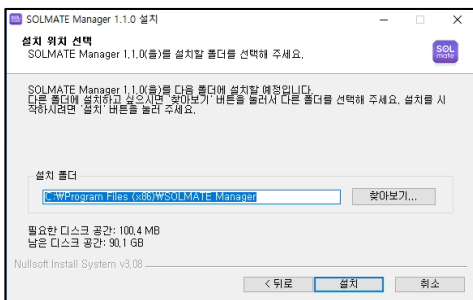 SOLMATE Manager 1.1.0 설치
설치 위치 선택
SOLMATE Manager 1.1.0(을)를 설치할 폴더를 선택해 주세요.
SOL
mate
SOLMATE Manager 1.1.0(을)를 다음 폴더에 설치할 예정입니다.
다른 폴더에 설치하고 싶으시면 '찾아보기' 버튼을 눌러서 다른 폴더를 선택해 주세요. 설치를 시
작하시려면 '설치' 버튼을 눌러 주세요.
설치 폴더
C:₩Program Files (x86)₩SOLMATE Manager
찾아보기...
필요한 디스크 공간: 100.4 MB
남은 디스크 공간: 90.1 GB
Nullsoft Install System v3.08
< 뒤로
설치
취소